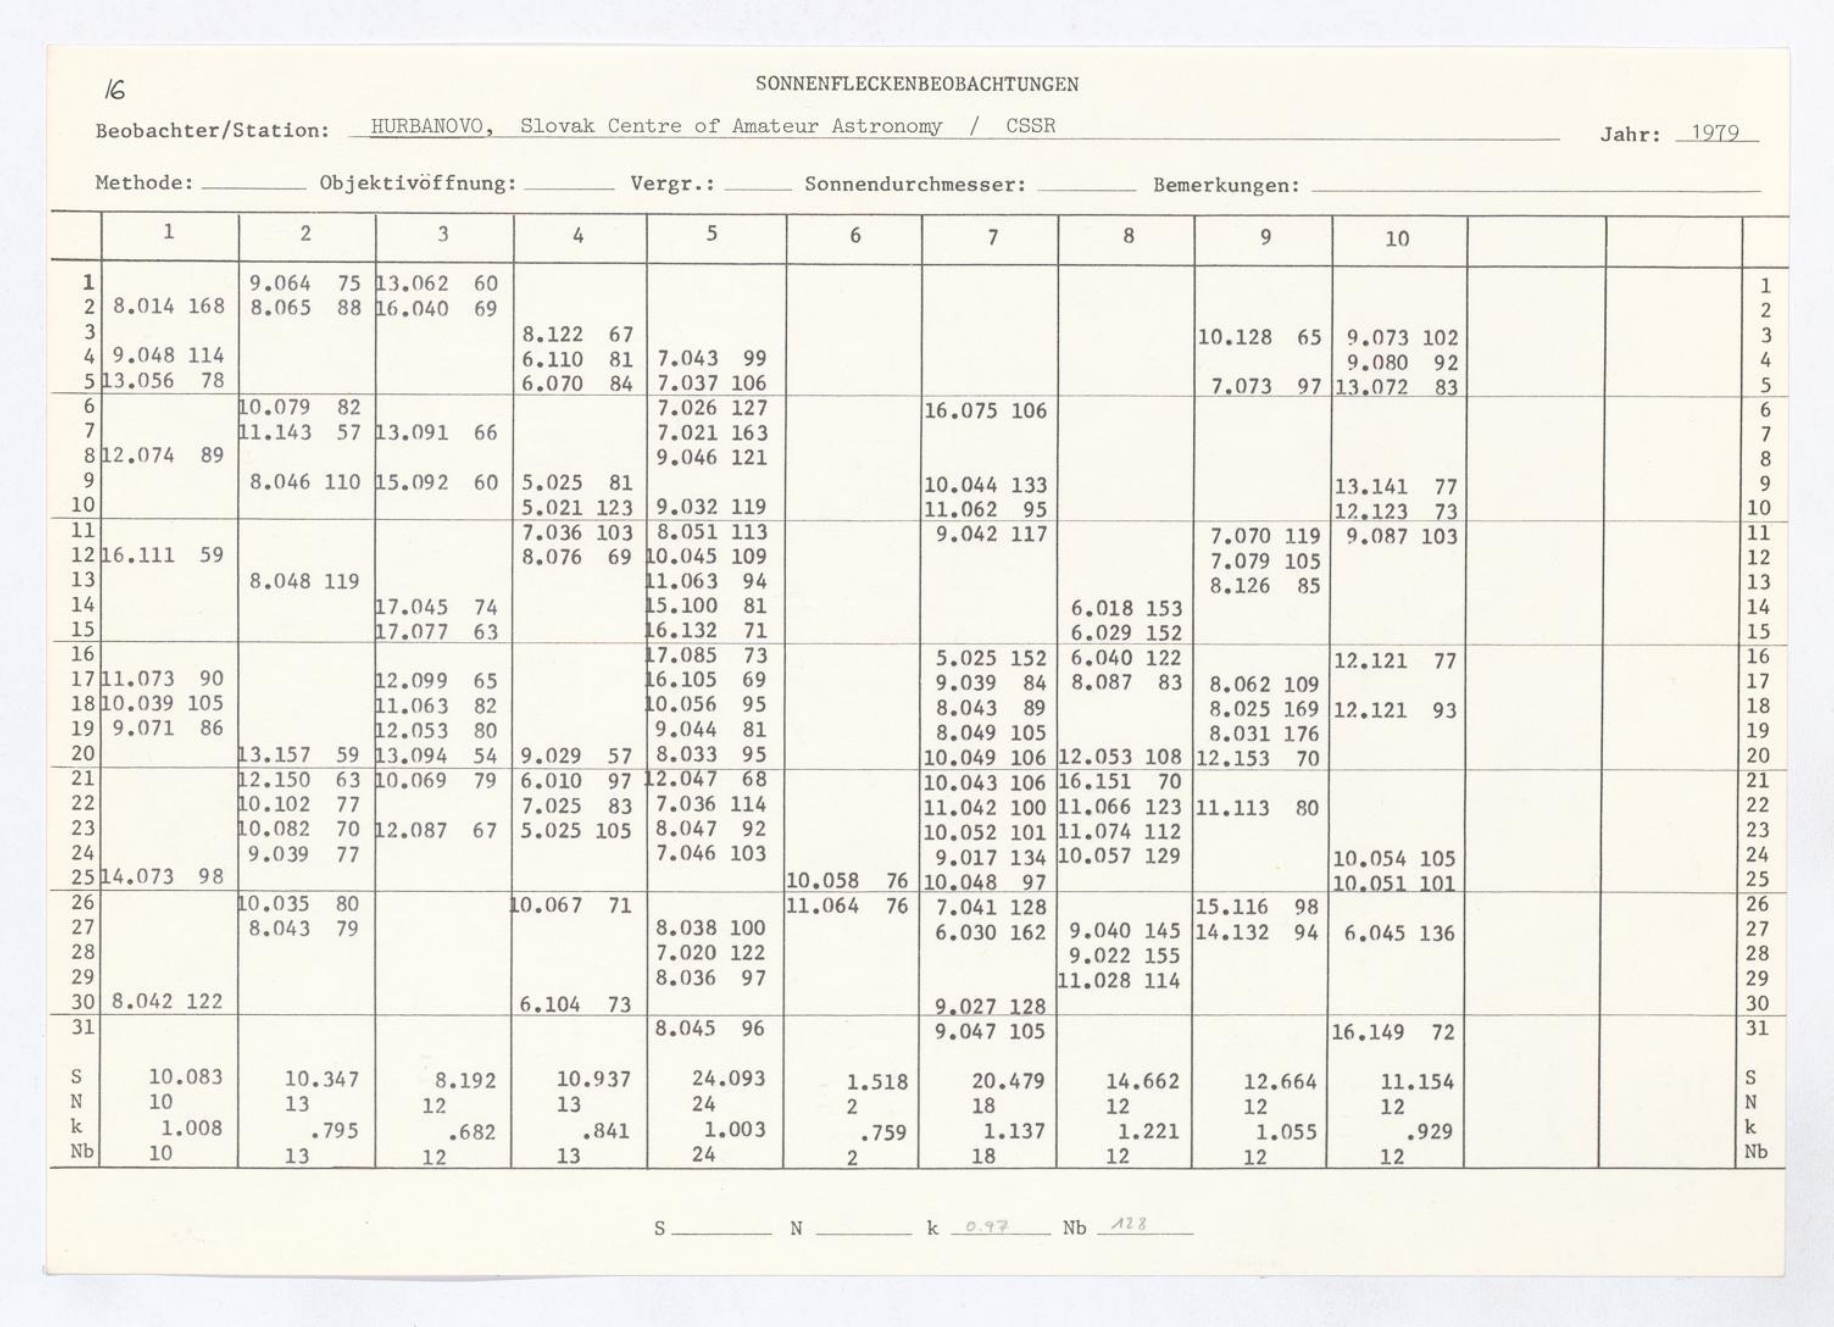 16
SONNENFLECKENBEOBACHTUNGEN
Beobachter/Station: HURBANOVO, Slovak Centre of Amateur Astronomy / CSSR Jahr: 1979
Methode: Objektivöffnung: Vergr.: Sonnendurchmesser: Bemerkungen:
1 2 3 4 5 6 7 8 9 10
1 9.064 75 13.062 60 1
2 8.014 168 8.065 88 16.040 69 2
3 8.122 67 10.128 65 9.073 102 3
4 9.048 114 6.110 81 7.043 99 9.080 92 4
5 13.056 78 6.070 84 7.037 106 7.073 97 13.072 83 5
6 10.079 82 7.026 127 16.075 106 6
7 11.143 57 13.091 66 7.021 163 7
8 12.074 89 9.046 121 8
9 8.046 110 15.092 60 5.025 81 10.044 133 13.141 77 9
10 5.021 123 9.032 119 11.062 95 12.123 73 10
11 7.036 103 8.051 113 9.042 117 7.070 119 9.087 103 11
12 16.111 59 8.076 69 10.045 109 7.079 105 12
13 8.048 119 11.063 94 8.126 85 13
14 17.045 74 15.100 81 6.018 153 14
15 17.077 63 16.132 71 6.029 152 15
16 17.085 73 5.025 152 6.040 122 12.121 77 16
17 11.073 90 12.099 65 16.105 69 9.039 84 8.087 83 8.062 109 17
18 10.039 105 11.063 82 10.056 95 8.043 89 8.025 169 12.121 93 18
19 9.071 86 12.053 80 9.044 81 8.049 105 8.031 176 19
20 13.157 59 13.094 54 9.029 57 8.033 95 10.049 106 12.053 108 12.153 70 20
21 12.150 63 10.069 79 6.010 97 12.047 68 10.043 106 16.151 70 21
22 10.102 77 7.025 83 7.036 114 11.042 100 11.066 123 11.113 80 22
23 10.082 70 12.087 67 5.025 105 8.047 92 10.052 101 11.074 112 23
24 9.039 77 7.046 103 9.017 134 10.057 129 10.054 105 24
25 14.073 98 10.058 76 10.048 97 10.051 101 25
26 10.035 80 10.067 71 11.064 76 7.041 128 15.116 98 26
27 8.043 79 8.038 100 6.030 162 9.040 145 14.132 94 6.045 136 27
28 7.020 122 9.022 155 28
29 8.036 97 11.028 114 29
30 8.042 122 6.104 73 9.027 128 30
31 8.045 96 9.047 105 16.149 72 31
S 10.083 10.347 8.192 10.937 24.093 1.518 20.479 14.662 12.664 11.154 S
N 10 13 12 13 24 2 18 12 12 12 N
k 1.008 .795 .682 .841 1.003 .759 1.137 1.221 1.055 .929 k
Nb 10 13 12 13 24 2 18 12 12 12 Nb
S N k 0.97 Nb 128